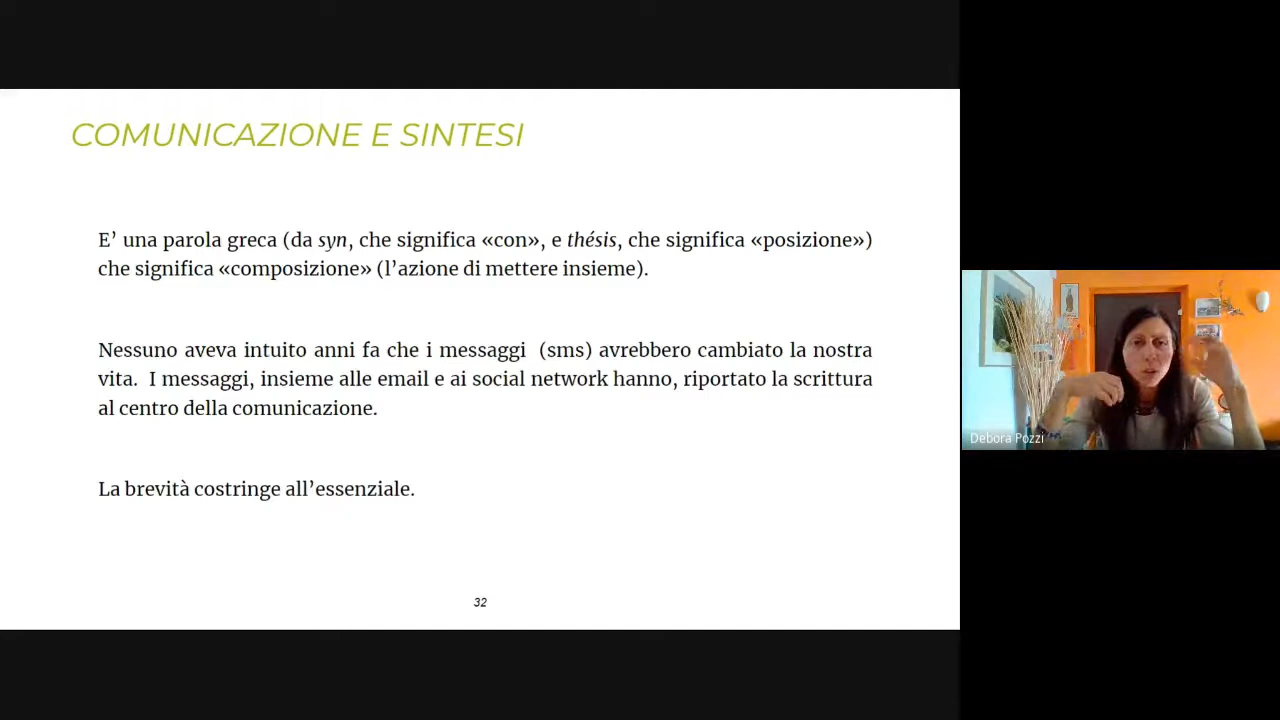 COMUNICAZIONE E SINTESI
E’ una parola greca (da syn, che significa «con», e thésis, che significa «posizione»)
che significa «composizione» (l’azione di mettere insieme).
Nessuno aveva intuito anni fa che i messaggi  (sms) avrebbero cambiato la nostra
vita.  I messaggi, insieme alle email e ai social network hanno, riportato la scrittura
al centro della comunicazione.
La brevità costringe all’essenziale.
32
Debora Pozzi